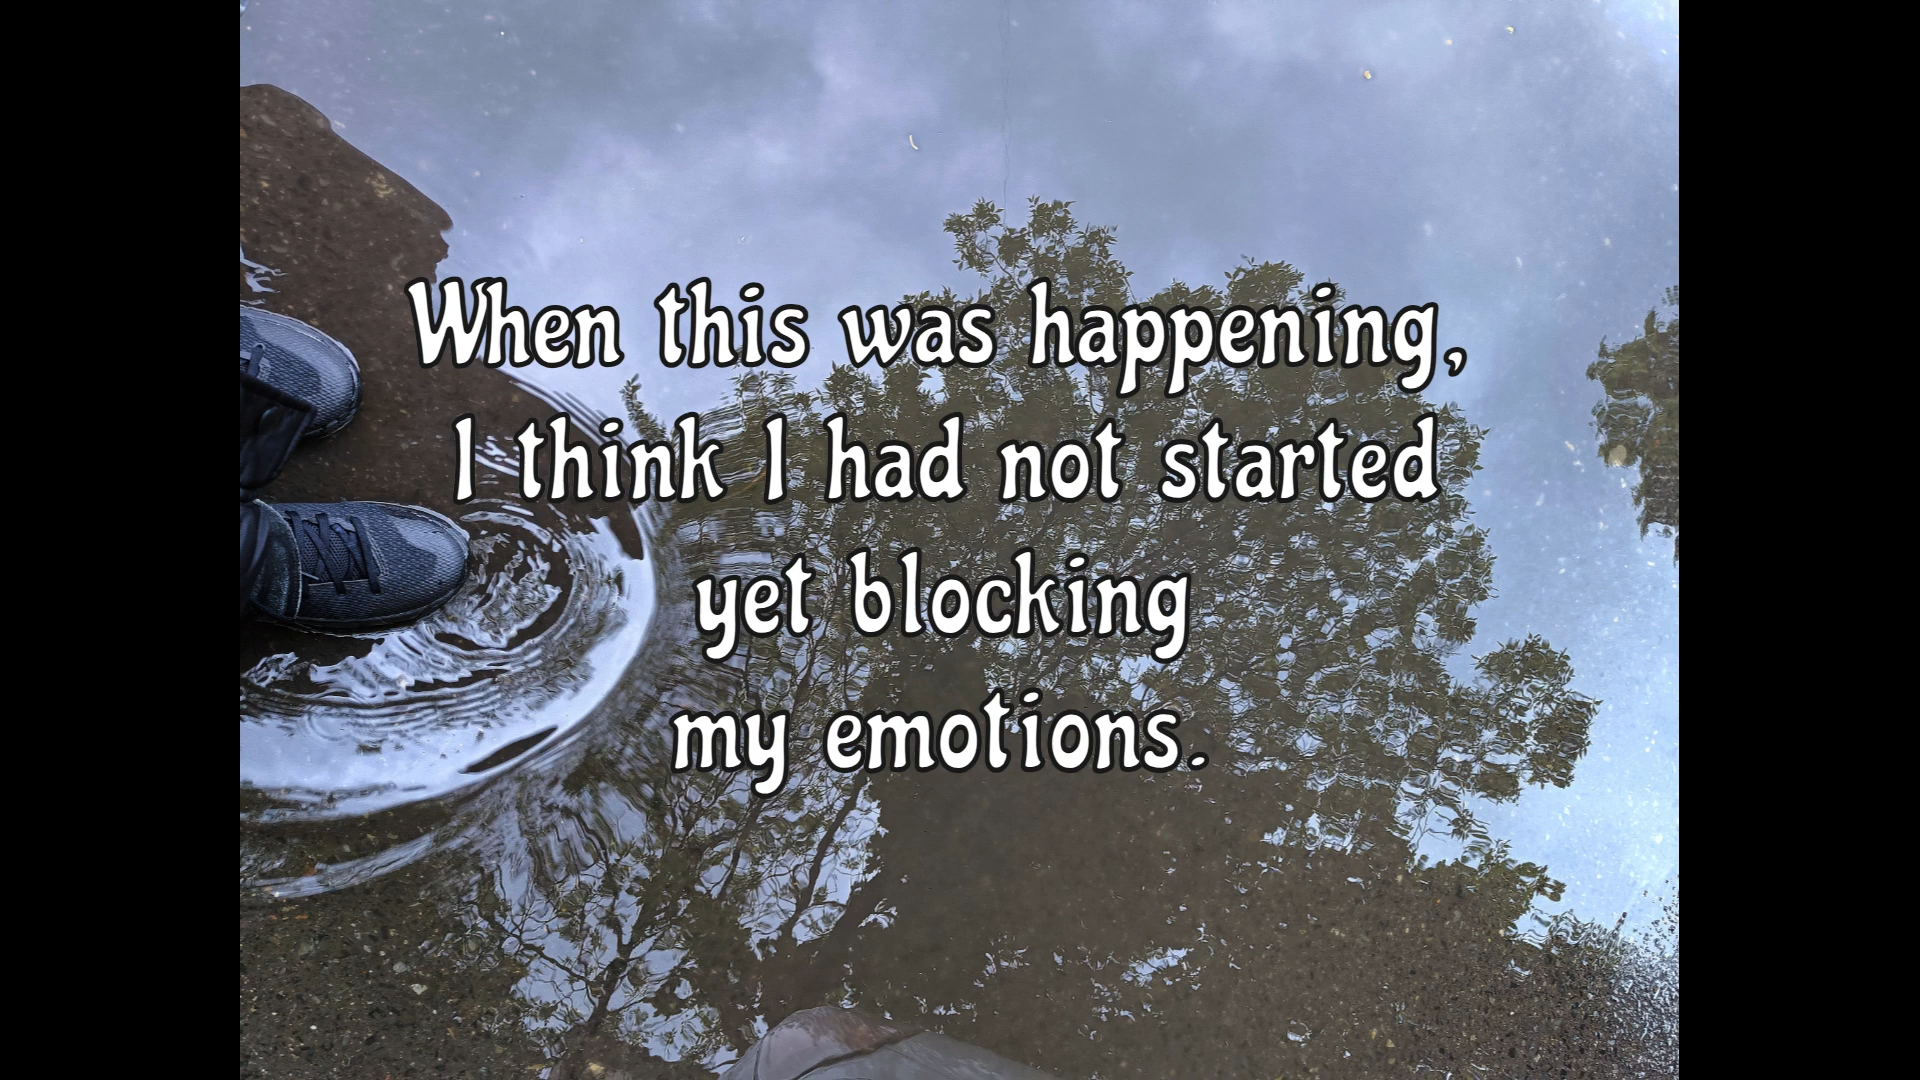 When this was happening,
I think I had not started
yet blocking
my emotions.